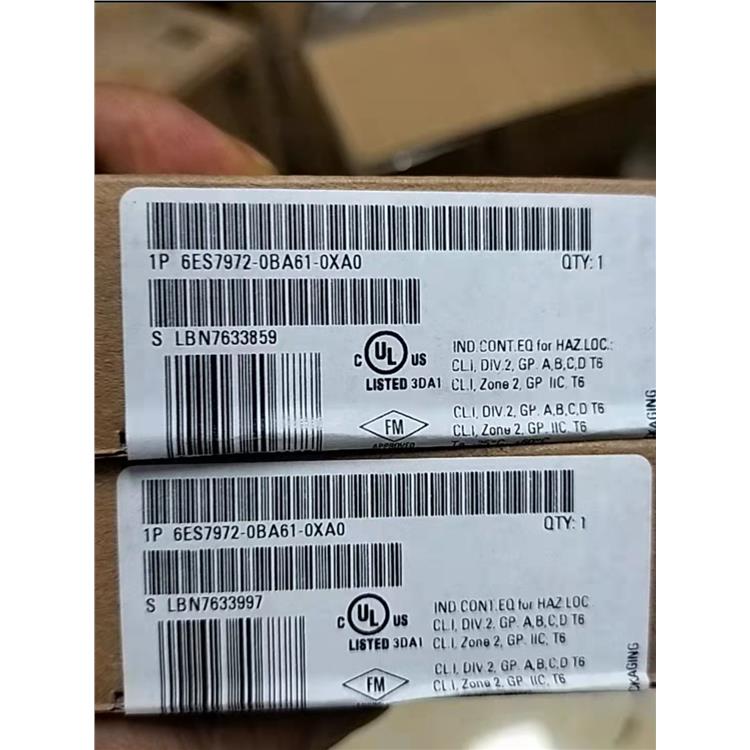 1P 6ES7972-0BA61-0XA0 QTY: 1
S LBN7633859
C UL US
LISTED 3DA1
IND.CONT.EQ for HAZ.LOC.:
CL.I, DIV.2, GP. A,B,C,D T6
CL.I, Zone 2, GP. IIC, T6
FM
APPROVED
CL.I, DIV.2, GP. A,B,C,D T6
CL.I, Zone 2, GP. IIC, T6
1P 6ES7972-0BA61-0XA0 QTY: 1
S LBN7633997
C UL US
LISTED 3DA1
IND.CONT.EQ for HAZ.LOC
CL.I, DIV.2, GP. A,B,C,D T6
CL.I, Zone 2, GP. IIC, T6
FM
CL.I, DIV.2, GP. A,B,C,D T6
CL.I, Zone 2, GP. IIC, T6